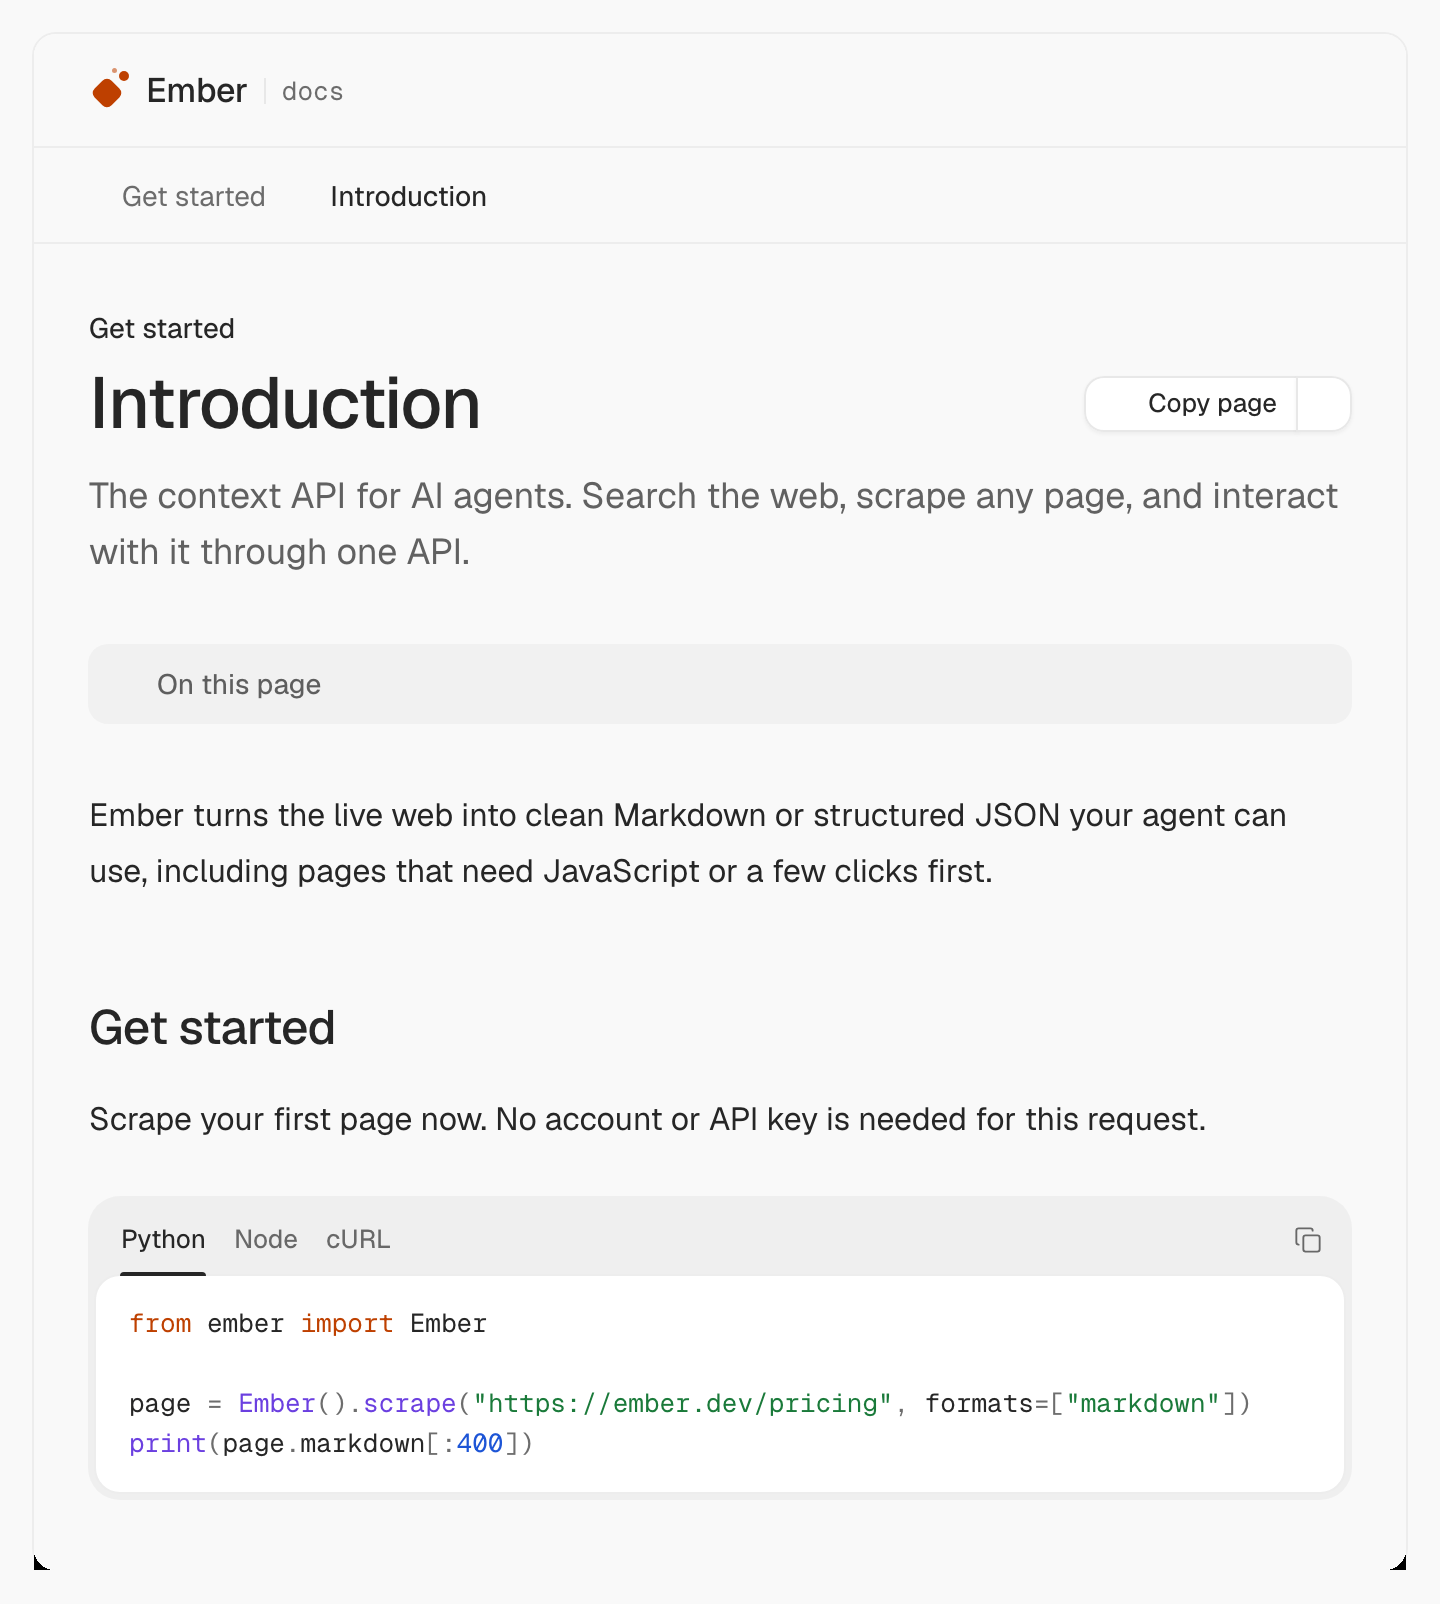 Ember docs
Get started Introduction
Get started
Introduction
Copy page
The context API for AI agents. Search the web, scrape any page, and interact
with it through one API.
On this page
Ember turns the live web into clean Markdown or structured JSON your agent can
use, including pages that need JavaScript or a few clicks first.
Get started
Scrape your first page now. No account or API key is needed for this request.
Python Node cURL
from ember import Ember
page = Ember().scrape("https://ember.dev/pricing", formats=["markdown"])
print(page.markdown[:400])